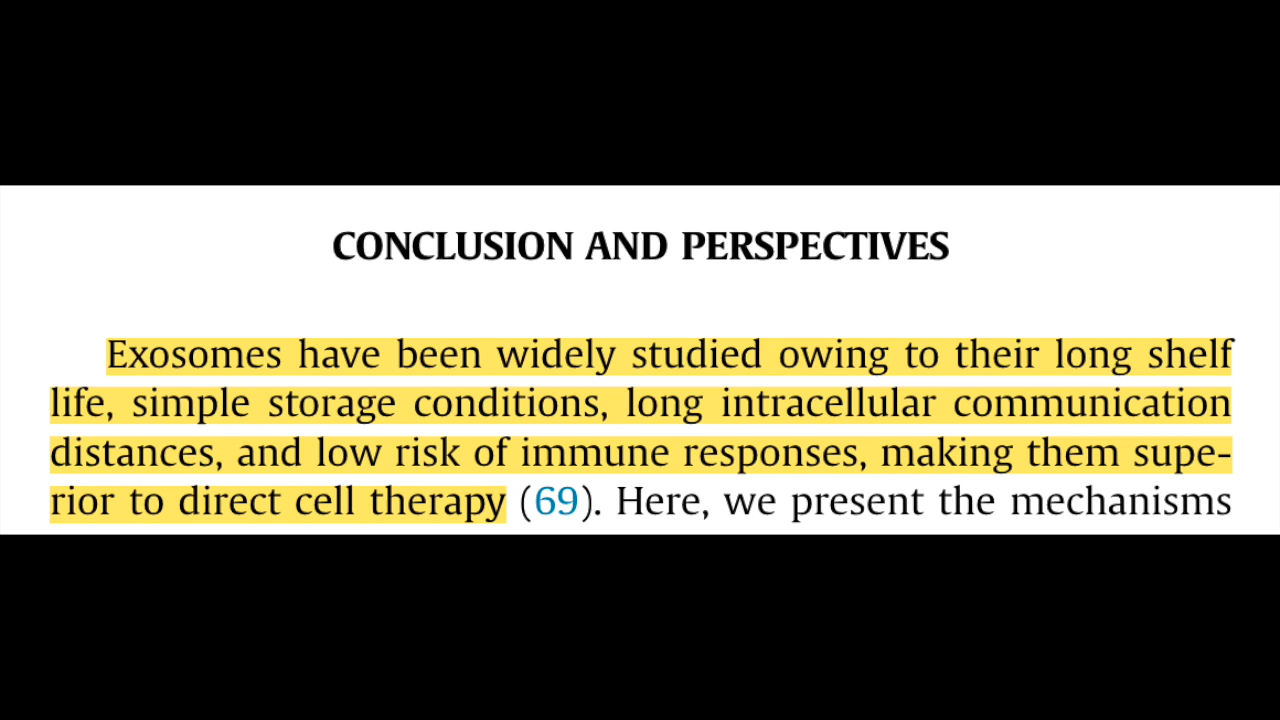 CONCLUSION AND PERSPECTIVES
Exosomes have been widely studied owing to their long shelf
life, simple storage conditions, long intracellular communication
distances, and low risk of immune responses, making them supe-
rior to direct cell therapy (69). Here, we present the mechanisms